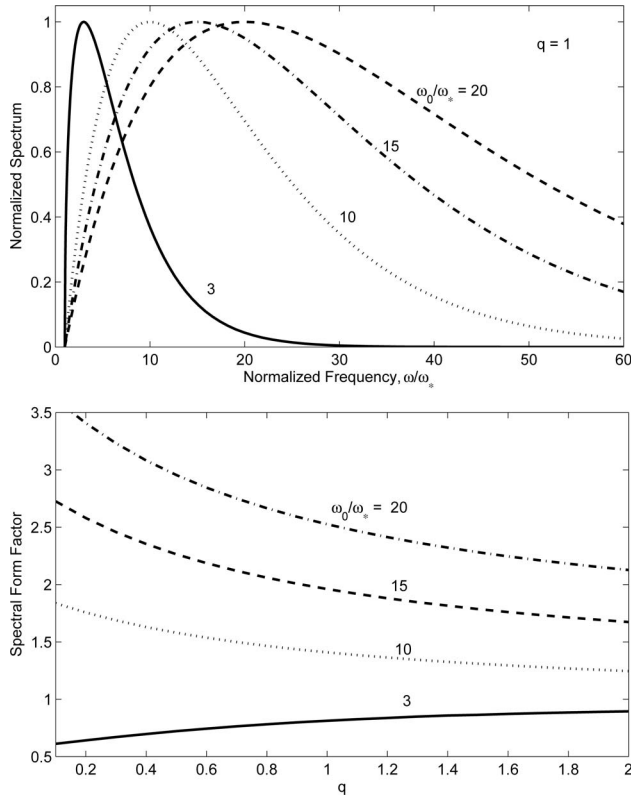 1
0.8
0.6
0.4
0.2
0
Normalized Spectrum
q = 1
ω₀/ω* = 20
15
10
3
0 10 20 30 40 50 60
Normalized Frequency, ω/ω*
3.5
3
2.5
2
1.5
1
0.5
Spectral Form Factor
ω₀/ω* = 20
15
10
3
0.2 0.4 0.6 0.8 1 1.2 1.4 1.6 1.8 2
q